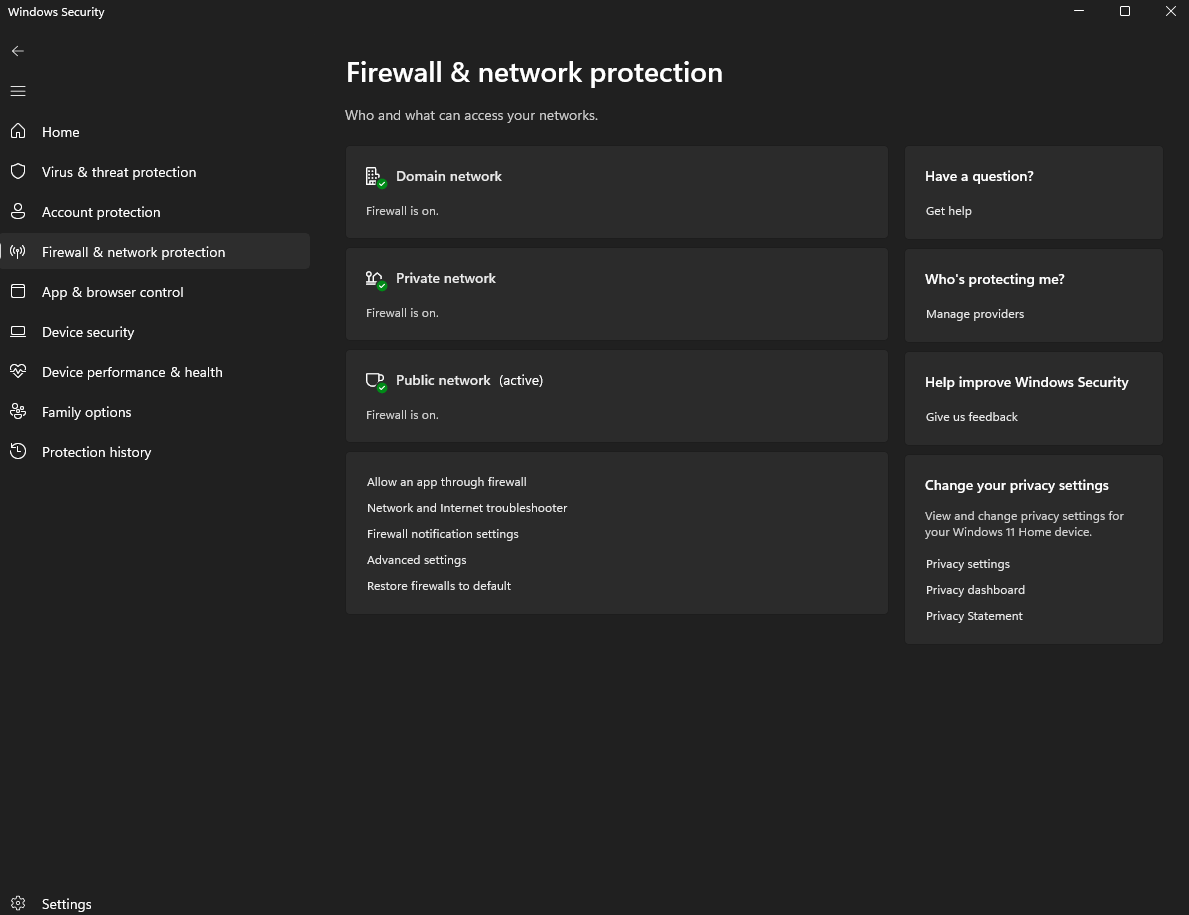 Windows Security
Home
Virus & threat protection
Account protection
Firewall & network protection
App & browser control
Device security
Device performance & health
Family options
Protection history
Settings
Firewall & network protection
Who and what can access your networks.
Domain network
Firewall is on.
Private network
Firewall is on.
Public network (active)
Firewall is on.
Allow an app through firewall
Network and Internet troubleshooter
Firewall notification settings
Advanced settings
Restore firewalls to default
Have a question?
Get help
Who's protecting me?
Manage providers
Help improve Windows Security
Give us feedback
Change your privacy settings
View and change privacy settings for
your Windows 11 Home device.
Privacy settings
Privacy dashboard
Privacy Statement